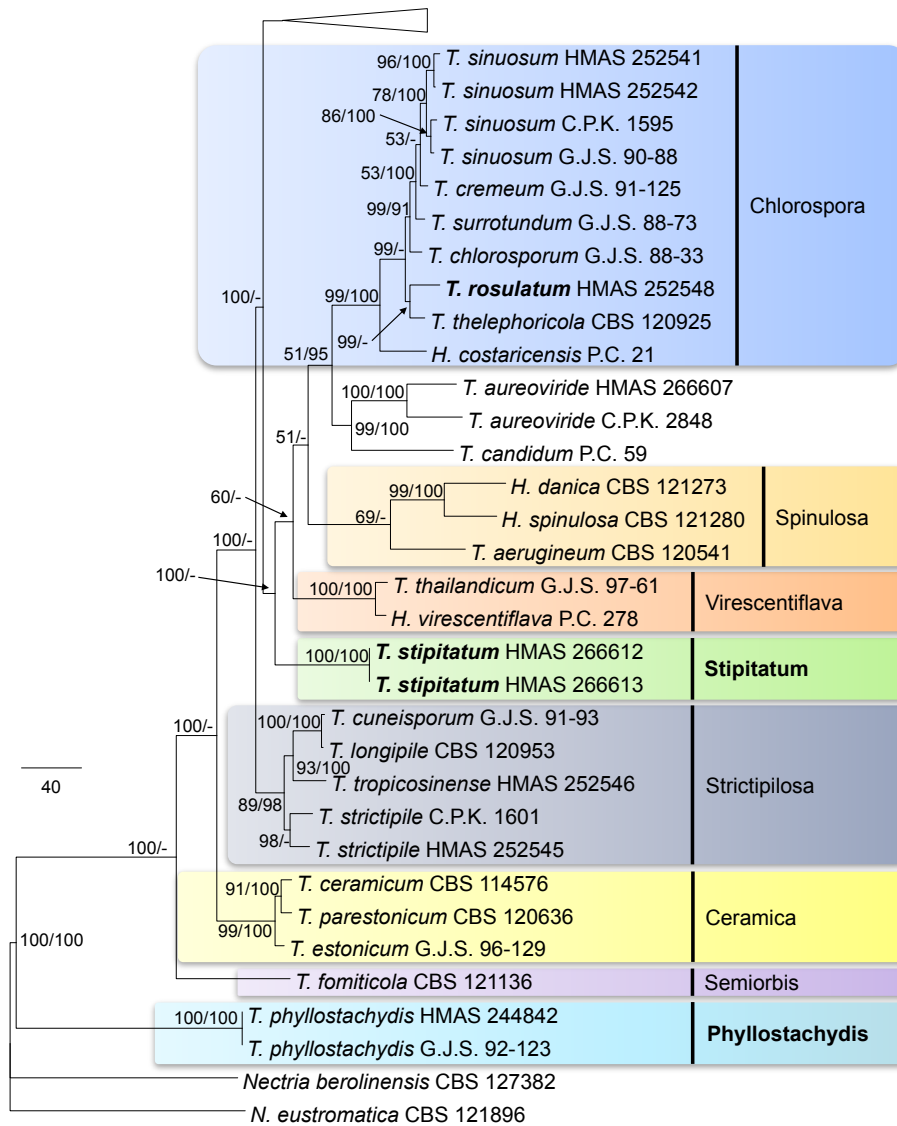 96/100
T. sinuosum HMAS 252541
78/100
T. sinuosum HMAS 252542
86/100
T. sinuosum C.P.K. 1595
53/-
T. sinuosum G.J.S. 90-88
53/100
T. cremeum G.J.S. 91-125
Chlorospora
99/91
T. surrotundum G.J.S. 88-73
99/-
T. chlorosporum G.J.S. 88-33
100/-
99/100
T. rosulatum HMAS 252548
T. thelephoricola CBS 120925
99/-
51/95
H. costaricensis P.C. 21
100/100
T. aureoviride HMAS 266607
T. aureoviride C.P.K. 2848
99/100
51/-
T. candidum P.C. 59
99/100
H. danica CBS 121273
60/-
69/-
H. spinulosa CBS 121280
Spinulosa
100/-
T. aerugineum CBS 120541
100/-
100/100
T. thailandicum G.J.S. 97-61
Virescentiflava
H. virescentiflava P.C. 278
100/100
T. stipitatum HMAS 266612
Stipitatum
T. stipitatum HMAS 266613
100/-
100/100
T. cuneisporum G.J.S. 91-93
T. longipile CBS 120953
93/100
T. tropicosinense HMAS 252546
Strictipilosa
40
89/98
T. strictipile C.P.K. 1601
98/-
T. strictipile HMAS 252545
100/-
91/100
T. ceramicum CBS 114576
T. parestonicum CBS 120636
Ceramica
99/100
T. estonicum G.J.S. 96-129
100/100
T. fomiticola CBS 121136
Semiorbis
100/100
T. phyllostachydis HMAS 244842
Phyllostachydis
T. phyllostachydis G.J.S. 92-123
Nectria berolinensis CBS 127382
N. eustromatica CBS 121896